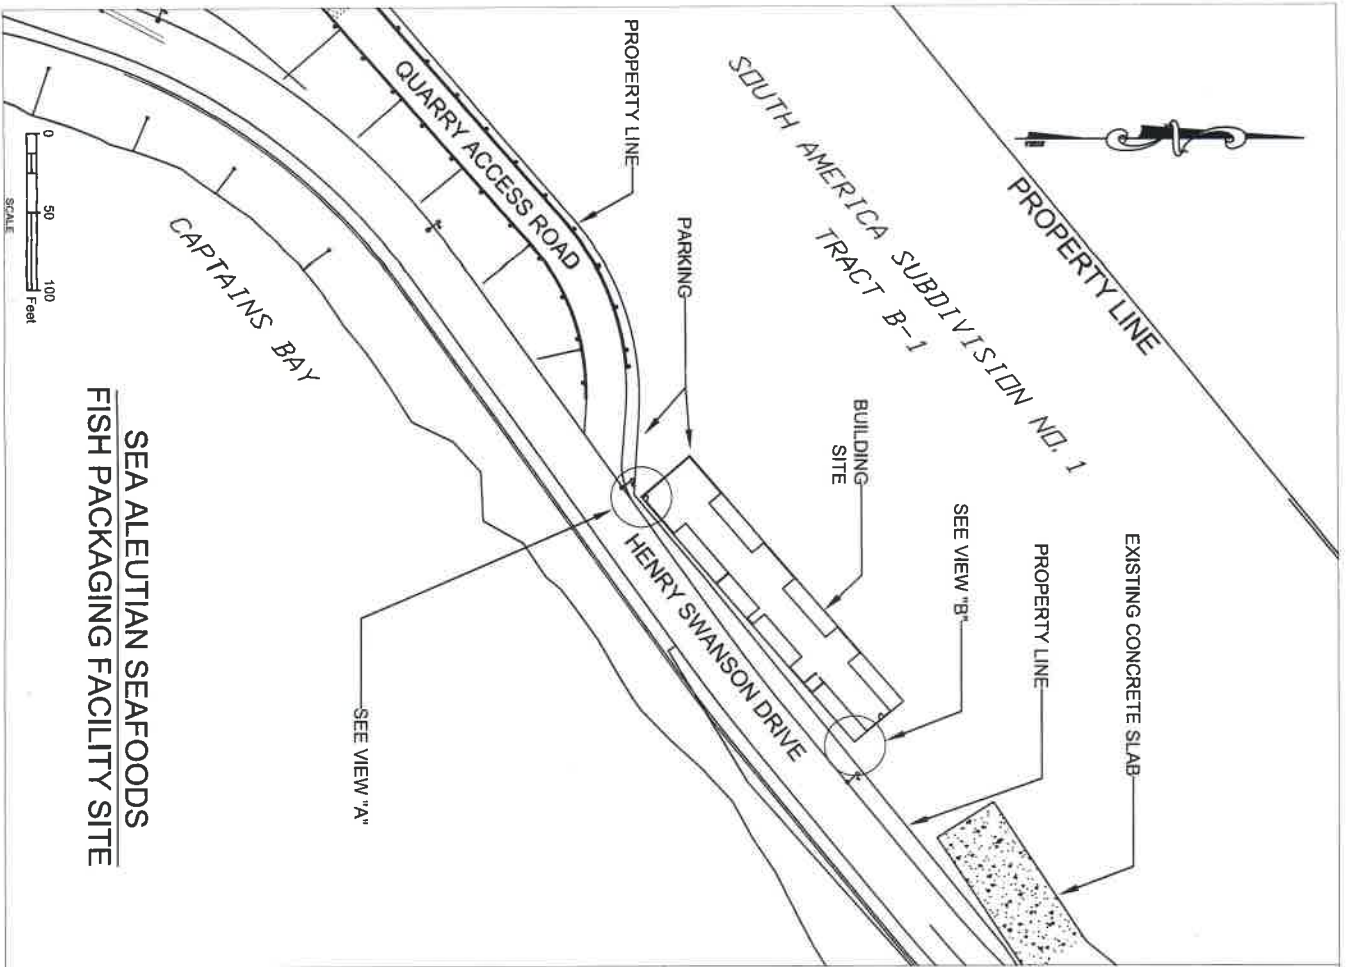 PROPERTY LINE
SOUTH AMERICA SUBDIVISION NO. 1
TRACT B-1
EXISTING CONCRETE SLAB
PROPERTY LINE
SEE VIEW "B"
BUILDING
SITE
PARKING
PROPERTY LINE
QUARRY ACCESS ROAD
HENRY SWANSON DRIVE
SEE VIEW "A"
CAPTAINS BAY
SEA ALEUTIAN SEAFOODS
FISH PACKAGING FACILITY SITE
0 50 100 Feet
SCALE